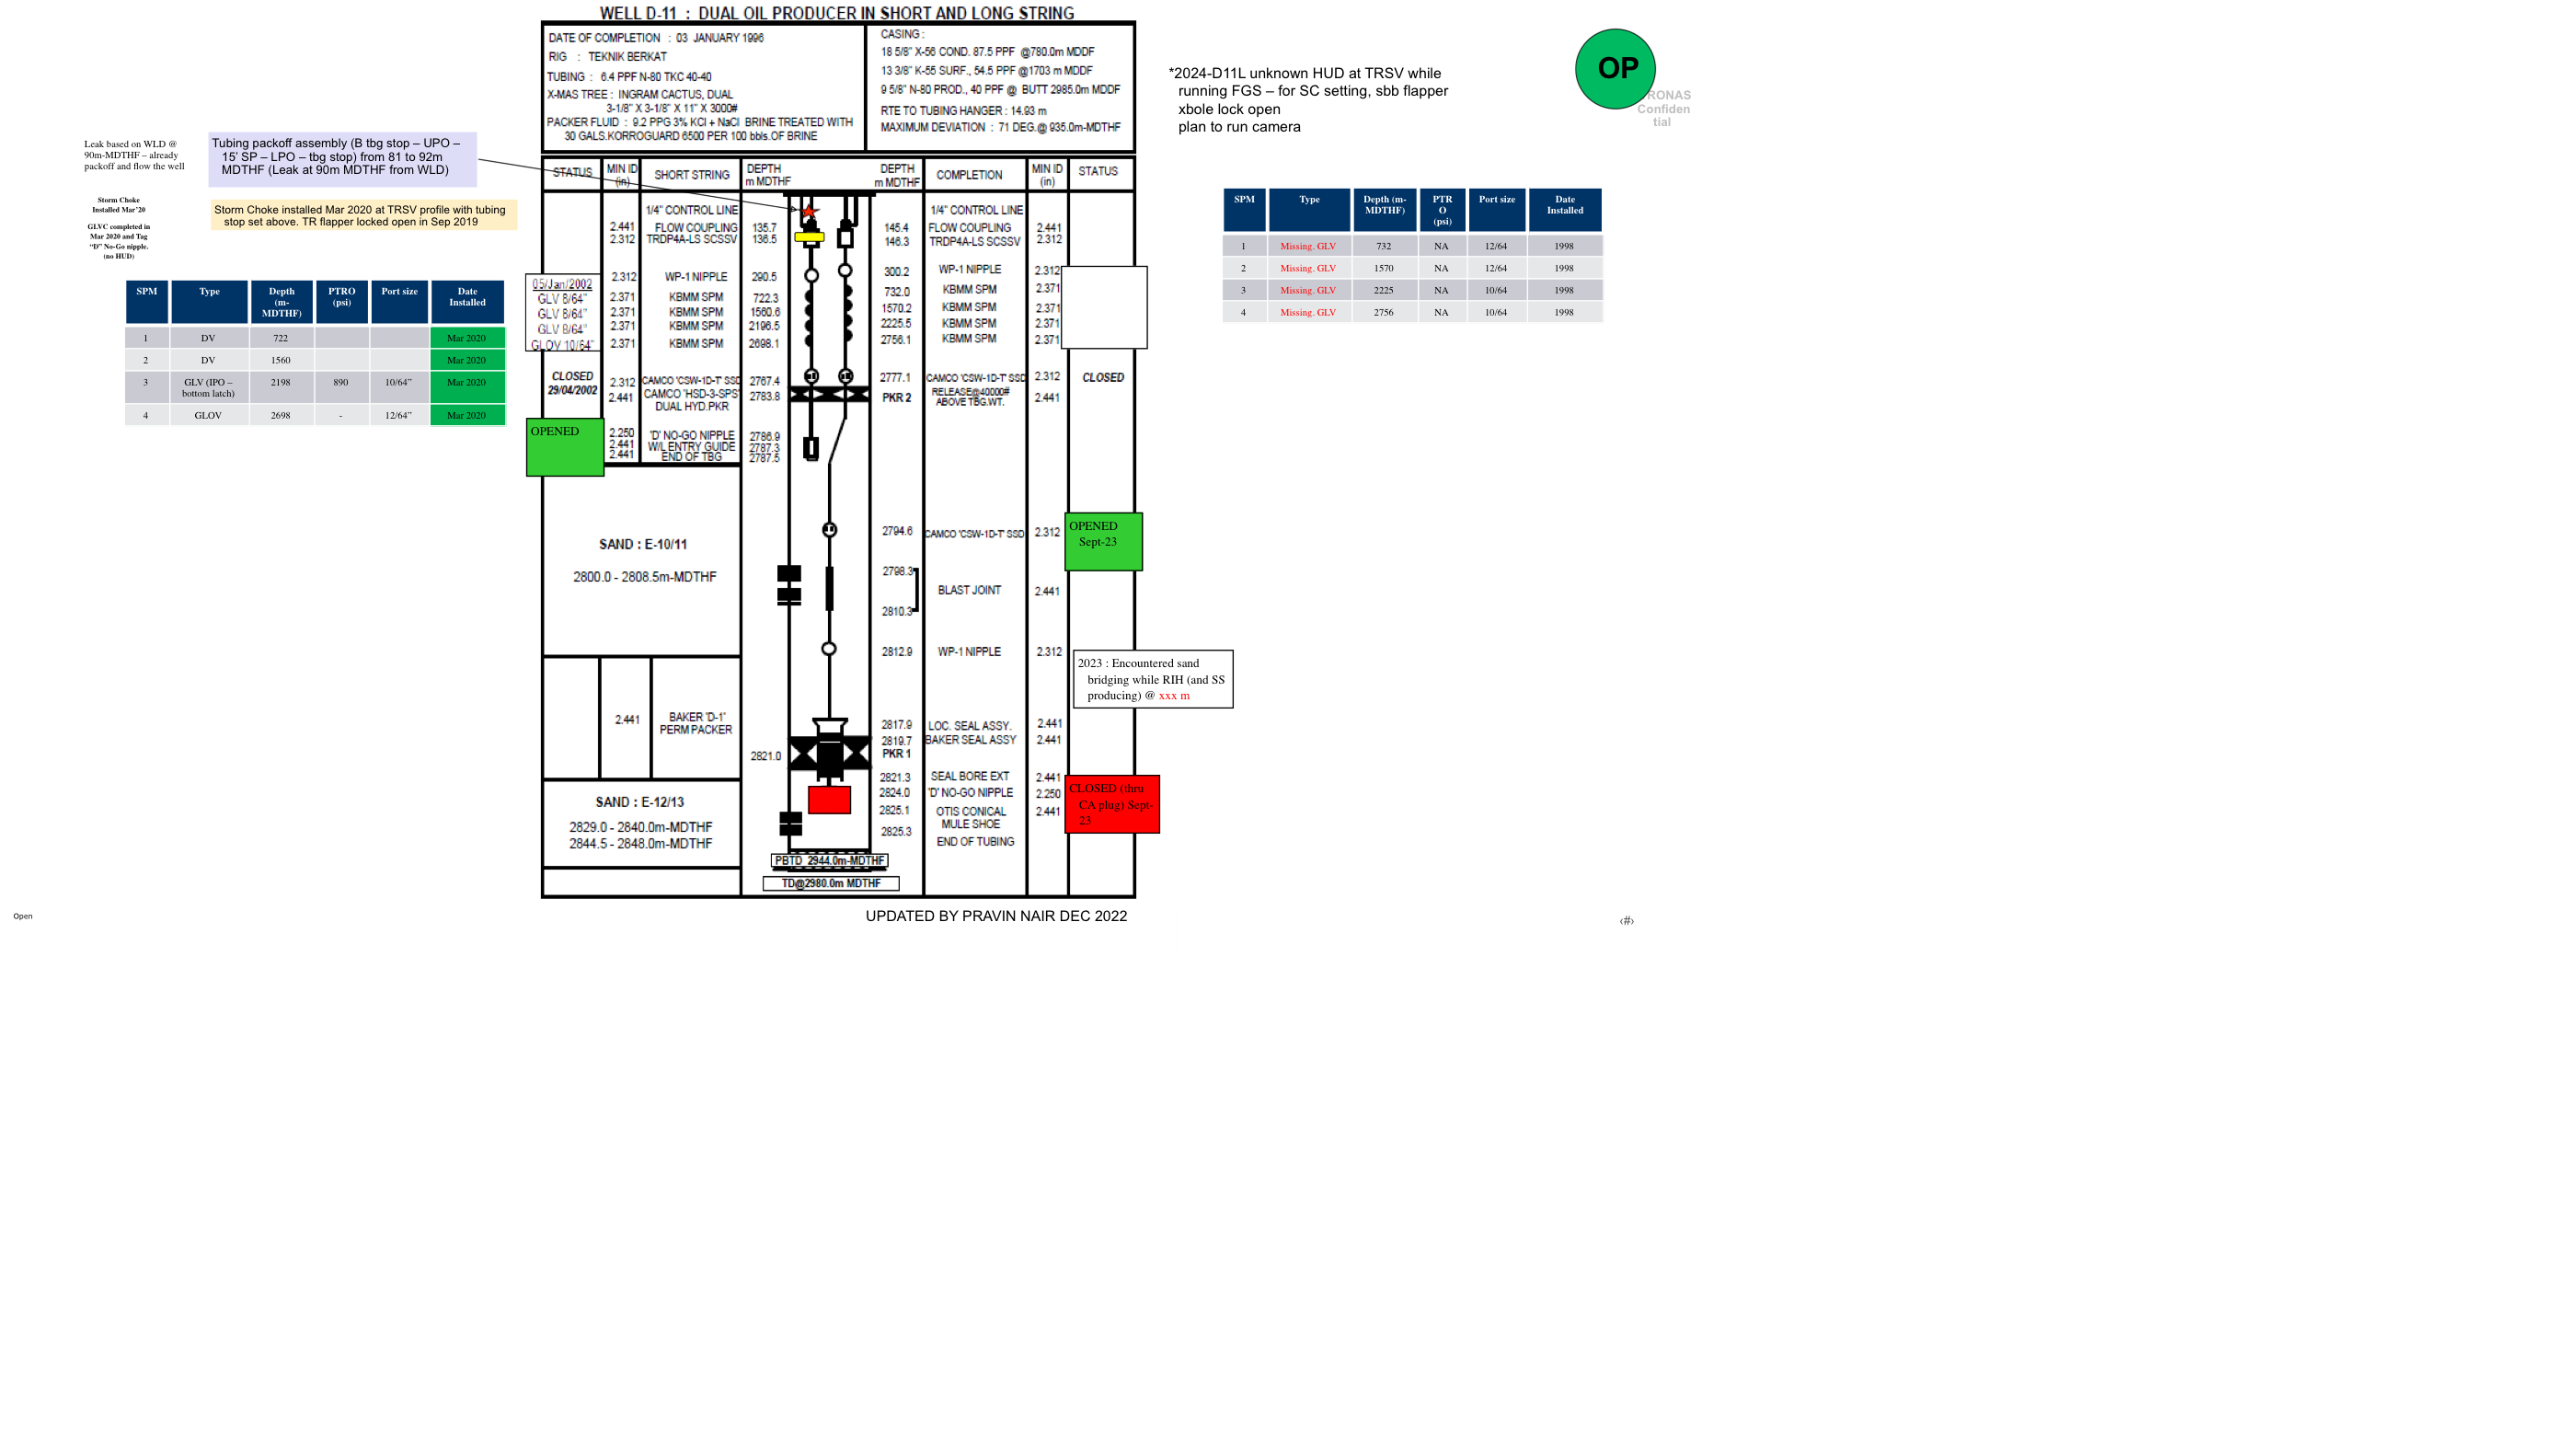 WELL D-11 : DUAL OIL PRODUCER IN SHORT AND LONG STRING
DATE OF COMPLETION : 03 JANUARY 1996
RIG : TEKNIK BERKAT
TUBING : 6.4 PPF N-80 TKC 40-40
X-MAS TREE : INGRAM CACTUS, DUAL
3-1/8" X 3-1/8" X 11" X 3000#
PACKER FLUID : 9.2 PPG 3% KCl + NaCl BRINE TREATED WITH
30 GALS.KORROGUARD 6500 PER 100 bbls.OF BRINE
CASING :
18 5/8" X-56 COND. 87.5 PPF @780.0m MDDF
13 3/8" K-55 SURF., 54.5 PPF @1703 m MDDF
9 5/8" N-80 PROD., 40 PPF @ BUTT 2985.0m MDDF
RTE TO TUBING HANGER : 14.93 m
MAXIMUM DEVIATION : 71 DEG.@ 935.0m-MDTHF
*2024-D11L unknown HUD at TRSV while
running FGS – for SC setting, sbb flapper
xbole lock open
plan to run camera
OP
RONAS
Confiden
tial
Leak based on WLD @
90m-MDTHF – already
packoff and flow the well
Tubing packoff assembly (B tbg stop – UPO –
15' SP – LPO – tbg stop) from 81 to 92m
MDTHF (Leak at 90m MDTHF from WLD)
Storm Choke
Installed Mar'20
GLVC completed in
Mar 2020 and Tag
"D" No-Go nipple.
(no HUD)
Storm Choke installed Mar 2020 at TRSV profile with tubing
stop set above. TR flapper locked open in Sep 2019
SPM Type Depth (m-MDTHF) PTRO (psi) Port size Date Installed
1 DV 722 Mar 2020
2 DV 1560 Mar 2020
3 GLV (IPO – bottom latch) 2198 890 10/64" Mar 2020
4 GLOV 2698 - 12/64" Mar 2020
STATUS MIN ID (in) SHORT STRING DEPTH m MDTHF DEPTH m MDTHF COMPLETION MIN ID (in) STATUS
1/4" CONTROL LINE 1/4" CONTROL LINE
2.441 FLOW COUPLING 135.7 145.4 FLOW COUPLING 2.441
2.312 TRDP4A-LS SCSSV 136.5 146.3 TRDP4A-LS SCSSV 2.312
2.312 WP-1 NIPPLE 290.5 300.2 WP-1 NIPPLE 2.312
05/Jan/2002
GLV 8/64" 2.371 KBMM SPM 722.3 732.0 KBMM SPM 2.371
GLV 8/64" 2.371 KBMM SPM 1560.6 1570.2 KBMM SPM 2.371
GLV 8/64" 2.371 KBMM SPM 2196.5 2225.5 KBMM SPM 2.371
GLOV 10/64" 2.371 KBMM SPM 2698.1 2756.1 KBMM SPM 2.371
CLOSED
29/04/2002
2.312 CAMCO 'CSW-1D-T' SSD 2767.4 2777.1 CAMCO 'CSW-1D-T' SSD 2.312 CLOSED
2.441 CAMCO 'HSD-3-SPS' 2783.8 PKR 2 RELEASE@40000# 2.441
DUAL HYD.PKR ABOVE TBG.WT.
OPENED
2.250 'D' NO-GO NIPPLE 2786.9
2.441 W/L ENTRY GUIDE 2787.3
2.441 END OF TBG 2787.5
2794.6 CAMCO 'CSW-1D-T' SSD 2.312
OPENED
Sept-23
SAND : E-10/11
2800.0 - 2808.5m-MDTHF
2798.3
BLAST JOINT 2.441
2810.3
2812.9 WP-1 NIPPLE 2.312
2023 : Encountered sand
bridging while RIH (and SS
producing) @ xxx m
2.441 BAKER 'D-1'
PERM PACKER
2821.0
2817.9 LOC. SEAL ASSY. 2.441
2819.7 BAKER SEAL ASSY 2.441
PKR 1
2821.3 SEAL BORE EXT 2.441
2824.0 'D' NO-GO NIPPLE 2.250
2825.1 OTIS CONICAL 2.441
MULE SHOE
2825.3 END OF TUBING
CLOSED (thru
CA plug) Sept-
23
SAND : E-12/13
2829.0 - 2840.0m-MDTHF
2844.5 - 2848.0m-MDTHF
PBTD 2944.0m-MDTHF
TD@2980.0m MDTHF
SPM Type Depth (m-MDTHF) PTRO (psi) Port size Date Installed
1 Missing. GLV 732 NA 12/64 1998
2 Missing. GLV 1570 NA 12/64 1998
3 Missing. GLV 2225 NA 10/64 1998
4 Missing. GLV 2756 NA 10/64 1998
Open
UPDATED BY PRAVIN NAIR DEC 2022
‹#›